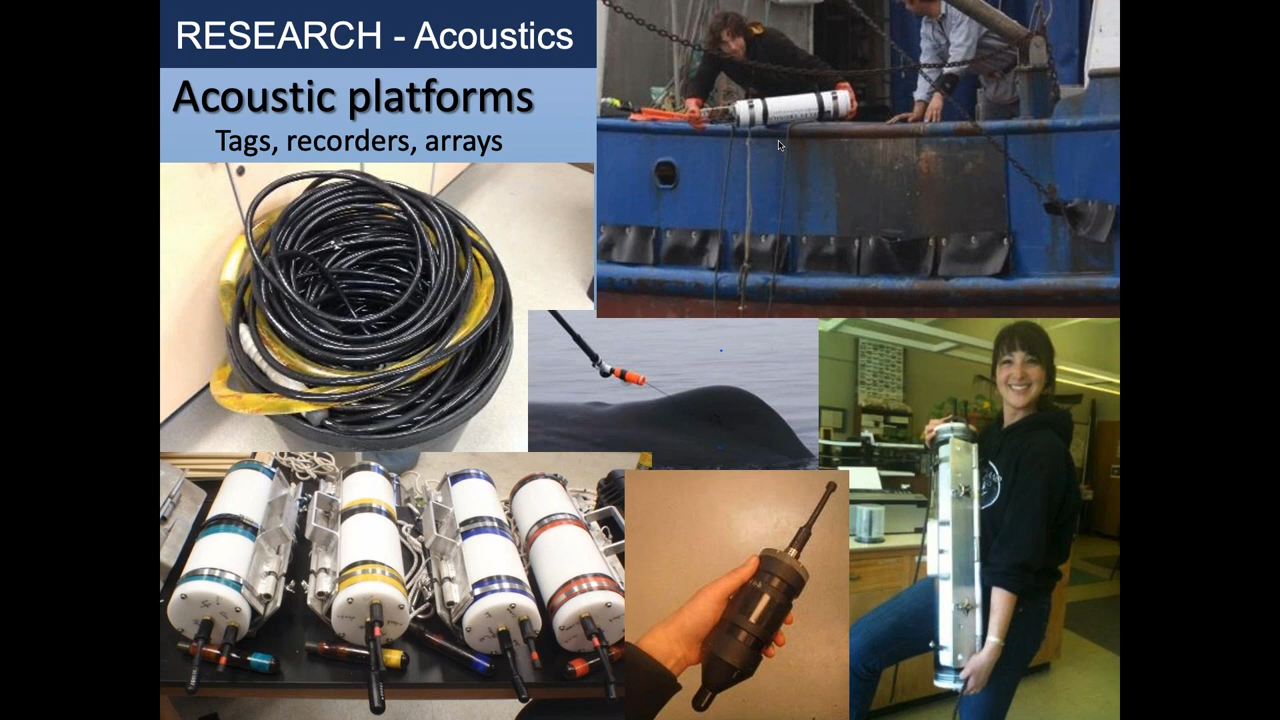 RESEARCH - Acoustics
Acoustic platforms
Tags, recorders, arrays